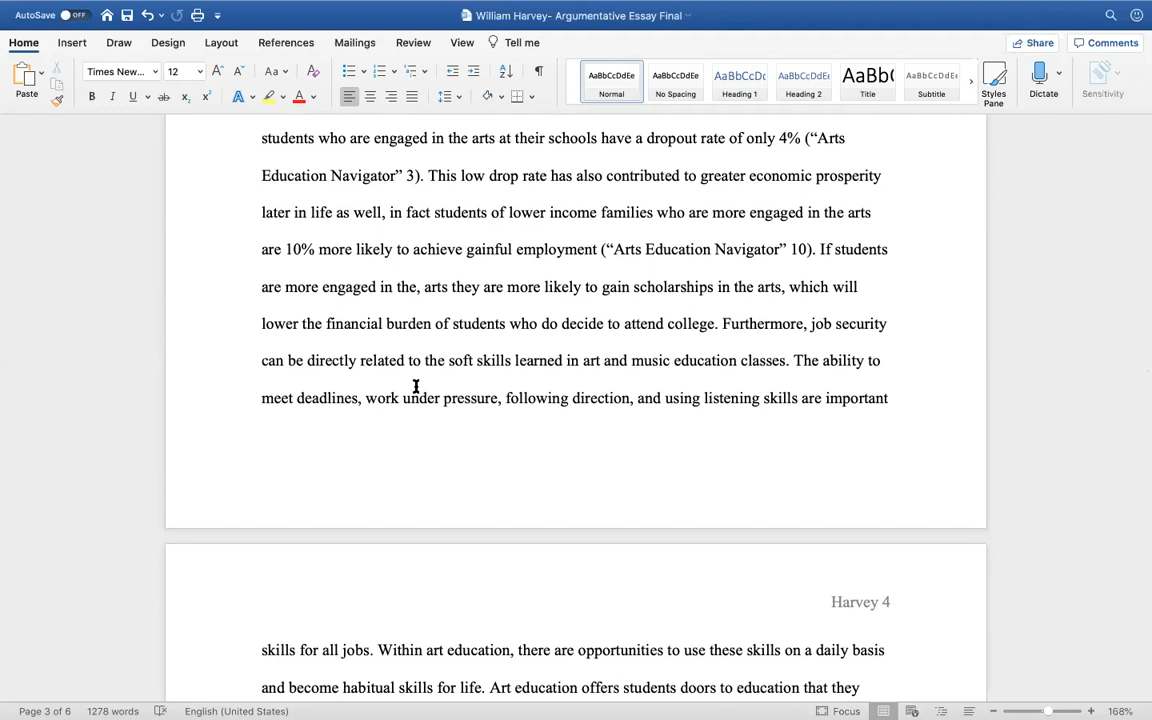 AutoSave OFF William Harvey- Argumentative Essay Final
Home Insert Draw Design Layout References Mailings Review View Tell me Share Comments
Paste Times New... 12 Aa AaBbCcDdEe Normal AaBbCcDdEe No Spacing AaBbCcDc Heading 1 AaBbCcDdEe Heading 2 AaBb( Title AaBbCcDdEe Subtitle Styles Pane Dictate Sensitivity
B I U ab x2 x2 A A
students who are engaged in the arts at their schools have a dropout rate of only 4% (“Arts
Education Navigator” 3). This low drop rate has also contributed to greater economic prosperity
later in life as well, in fact students of lower income families who are more engaged in the arts
are 10% more likely to achieve gainful employment (“Arts Education Navigator” 10). If students
are more engaged in the, arts they are more likely to gain scholarships in the arts, which will
lower the financial burden of students who do decide to attend college. Furthermore, job security
can be directly related to the soft skills learned in art and music education classes. The ability to
meet deadlines, work under pressure, following direction, and using listening skills are important
Harvey 4
skills for all jobs. Within art education, there are opportunities to use these skills on a daily basis
and become habitual skills for life. Art education offers students doors to education that they
Page 3 of 6 1278 words English (United States) Focus 168%